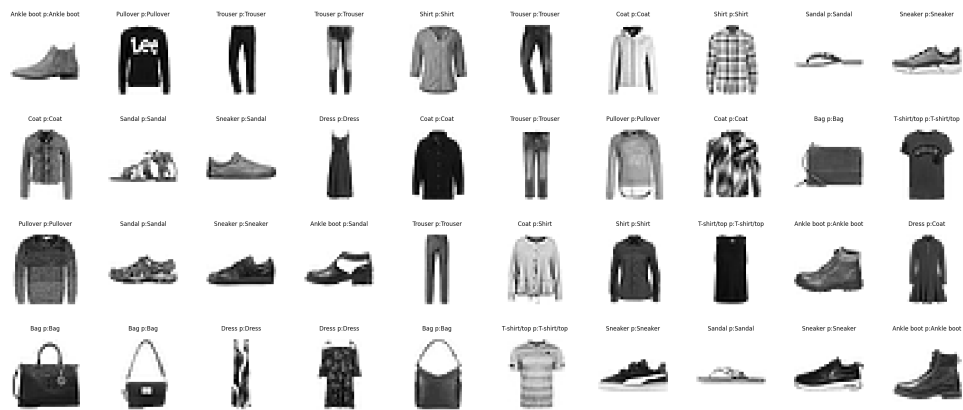 Ankle boot p:Ankle boot Pullover p:Pullover Trouser p:Trouser Trouser p:Trouser Shirt p:Shirt Trouser p:Trouser Coat p:Coat Shirt p:Shirt Sandal p:Sandal Sneaker p:Sneaker
Lee
Coat p:Coat Sandal p:Sandal Sneaker p:Sandal Dress p:Dress Coat p:Coat Trouser p:Trouser Pullover p:Pullover Coat p:Coat Bag p:Bag T-shirt/top p:T-shirt/top
Pullover p:Pullover Sandal p:Sandal Sneaker p:Sneaker Ankle boot p:Sandal Trouser p:Trouser Coat p:Shirt Shirt p:Shirt T-shirt/top p:T-shirt/top Ankle boot p:Ankle boot Dress p:Coat
Bag p:Bag Bag p:Bag Dress p:Dress Dress p:Dress Bag p:Bag T-shirt/top p:T-shirt/top Sneaker p:Sneaker Sandal p:Sandal Sneaker p:Sneaker Ankle boot p:Ankle boot